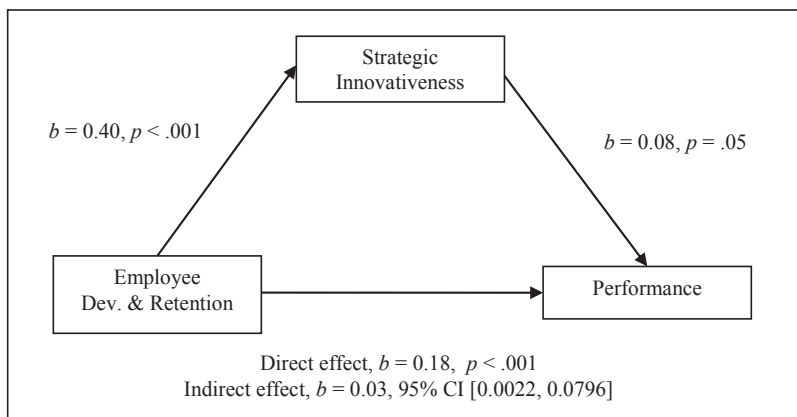 Strategic
Innovativeness
b = 0.40, p < .001
b = 0.08, p = .05
Employee
Dev. & Retention
Performance
Direct effect, b = 0.18, p < .001
Indirect effect, b = 0.03, 95% CI [0.0022, 0.0796]